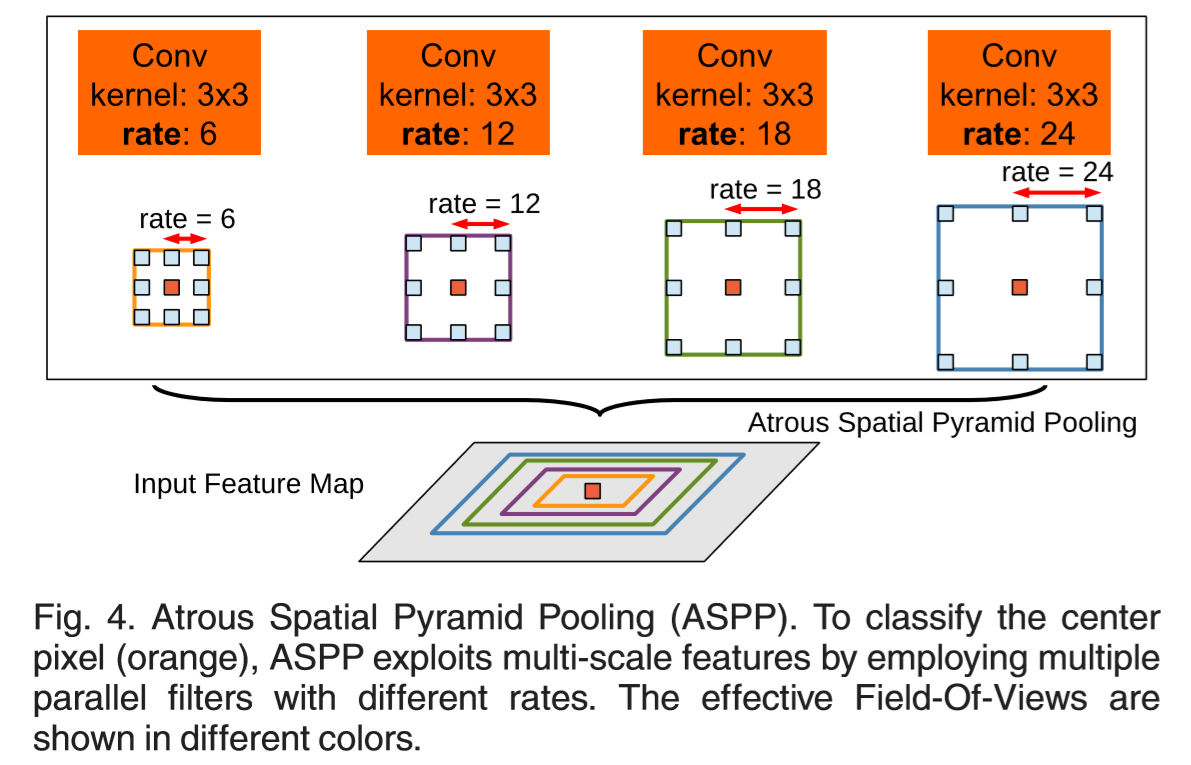 Conv
kernel: 3x3
rate: 6
Conv
kernel: 3x3
rate: 12
Conv
kernel: 3x3
rate: 18
Conv
kernel: 3x3
rate: 24
rate = 6
rate = 12
rate = 18
rate = 24
Atrous Spatial Pyramid Pooling
Input Feature Map
Fig. 4. Atrous Spatial Pyramid Pooling (ASPP). To classify the center
pixel (orange), ASPP exploits multi-scale features by employing multiple
parallel filters with different rates. The effective Field-Of-Views are
shown in different colors.